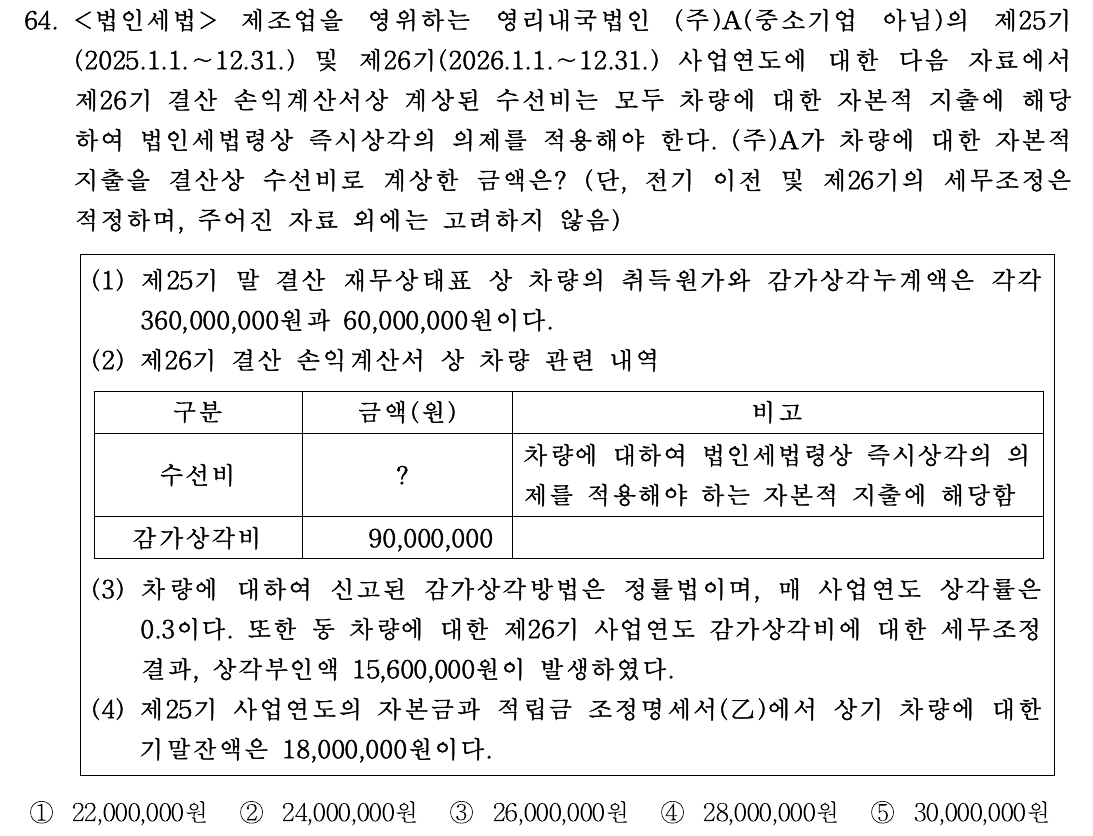 64. <법인세법> 제조업을 영위하는 영리내국법인 (주)A(중소기업 아님)의 제25기
(2025.1.1.~12.31.) 및 제26기(2026.1.1.~12.31.) 사업연도에 대한 다음 자료에서
제26기 결산 손익계산서상 계상된 수선비는 모두 차량에 대한 자본적 지출에 해당
하여 법인세법령상 즉시상각의 의제를 적용해야 한다. (주)A가 차량에 대한 자본적
지출을 결산상 수선비로 계상한 금액은? (단, 전기 이전 및 제26기의 세무조정은
적정하며, 주어진 자료 외에는 고려하지 않음)
(1) 제25기 말 결산 재무상태표 상 차량의 취득원가와 감가상각누계액은 각각
360,000,000원과 60,000,000원이다.
(2) 제26기 결산 손익계산서 상 차량 관련 내역
구분 금액(원) 비고
수선비 ? 차량에 대하여 법인세법령상 즉시상각의 의
제를 적용해야 하는 자본적 지출에 해당함
감가상각비 90,000,000
(3) 차량에 대하여 신고된 감가상각방법은 정률법이며, 매 사업연도 상각률은
0.3이다. 또한 동 차량에 대한 제26기 사업연도 감가상각비에 대한 세무조정
결과, 상각부인액 15,600,000원이 발생하였다.
(4) 제25기 사업연도의 자본금과 적립금 조정명세서(乙)에서 상기 차량에 대한
기말잔액은 18,000,000원이다.
① 22,000,000원 ② 24,000,000원 ③ 26,000,000원 ④ 28,000,000원 ⑤ 30,000,000원